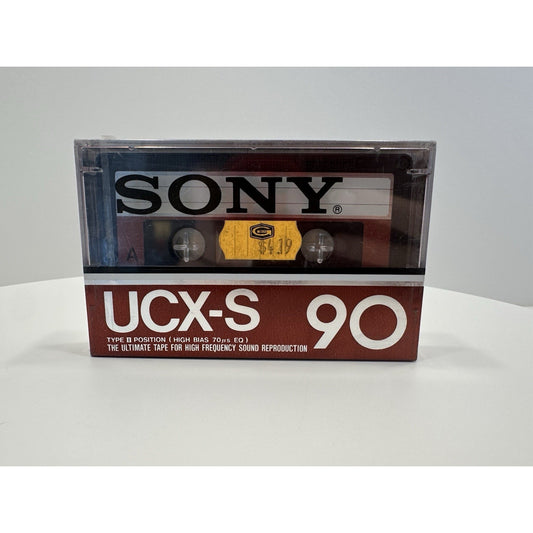 SONY®
G
$4.19
A
UCX-S 90
TYPE II POSITION (HIGH BIAS 70μs EQ)
THE ULTIMATE TAPE FOR HIGH FREQUENCY SOUND REPRODUCTION